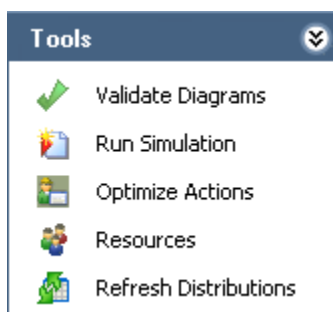 Tools
Validate Diagrams
Run Simulation
Optimize Actions
Resources
Refresh Distributions